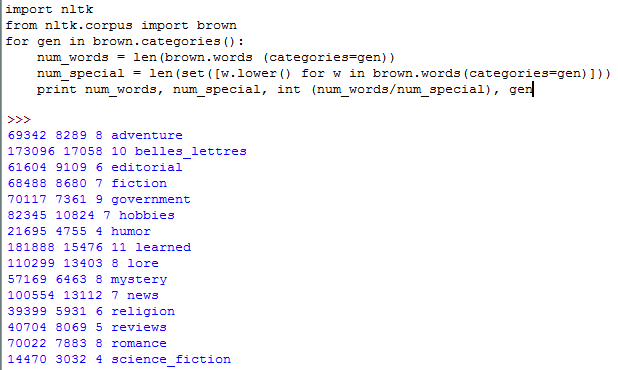 import nltk
from nltk.corpus import brown
for gen in brown.categories():
    num_words = len(brown.words (categories=gen))
    num_special = len(set([w.lower() for w in brown.words(categories=gen)]))
    print num_words, num_special, int (num_words/num_special), gen
>>>
69342 8289 8 adventure
173096 17058 10 belles_lettres
61604 9109 6 editorial
68488 8680 7 fiction
70117 7361 9 government
82345 10824 7 hobbies
21695 4755 4 humor
181888 15476 11 learned
110299 13403 8 lore
57169 6463 8 mystery
100554 13112 7 news
39399 5931 6 religion
40704 8069 5 reviews
70022 7883 8 romance
14470 3032 4 science_fiction